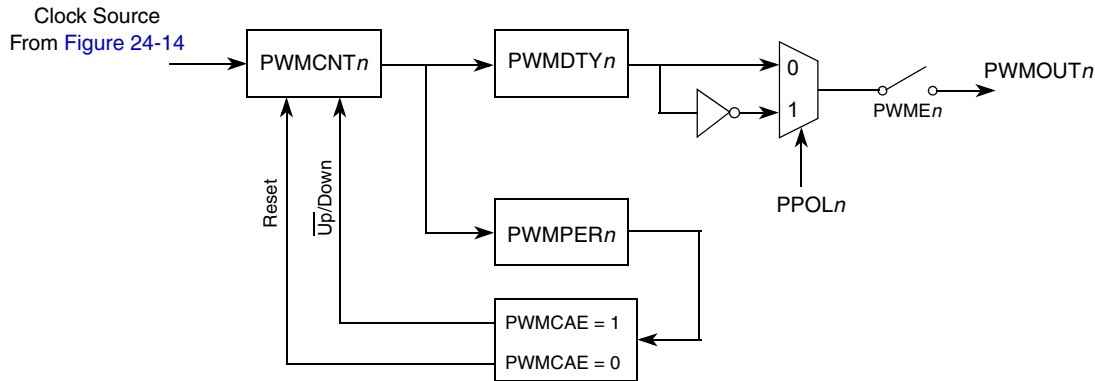 Clock Source
From Figure 24-14
PWMCNTn
PWMDTYn
0
1
PWMEn
PWMOUTn
PPOLn
Reset
Up/Down
PWMPERn
PWMCAE = 1
PWMCAE = 0